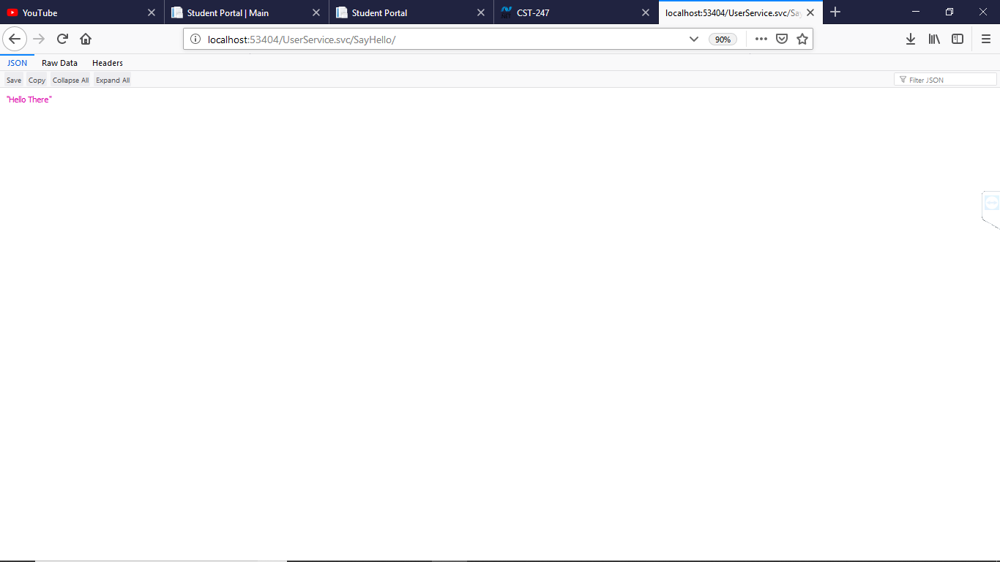 YouTube
Student Portal | Main
Student Portal
CST-247
localhost:53404/UserService.svc/Sa
localhost:53404/UserService.svc/SayHello/
90%
JSON
Raw Data
Headers
Save
Copy
Collapse All
Expand All
Filter JSON
"Hello There"